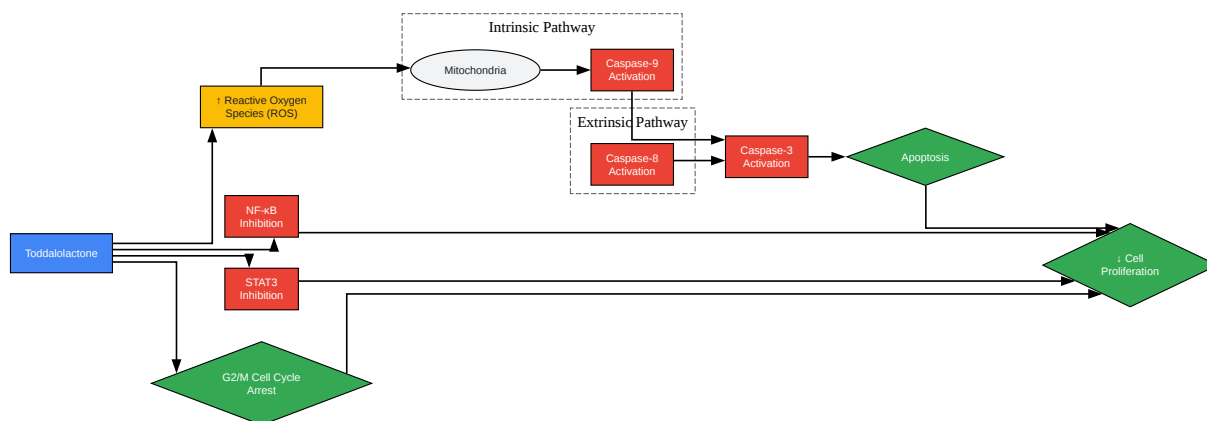 Intrinsic Pathway
Mitochondria
Caspase-9
Activation
↑ Reactive Oxygen
Species (ROS)
Extrinsic Pathway
Caspase-8
Activation
Caspase-3
Activation
Apoptosis
NF-κB
Inhibition
Toddalolactone
STAT3
Inhibition
↓ Cell
Proliferation
G2/M Cell Cycle
Arrest